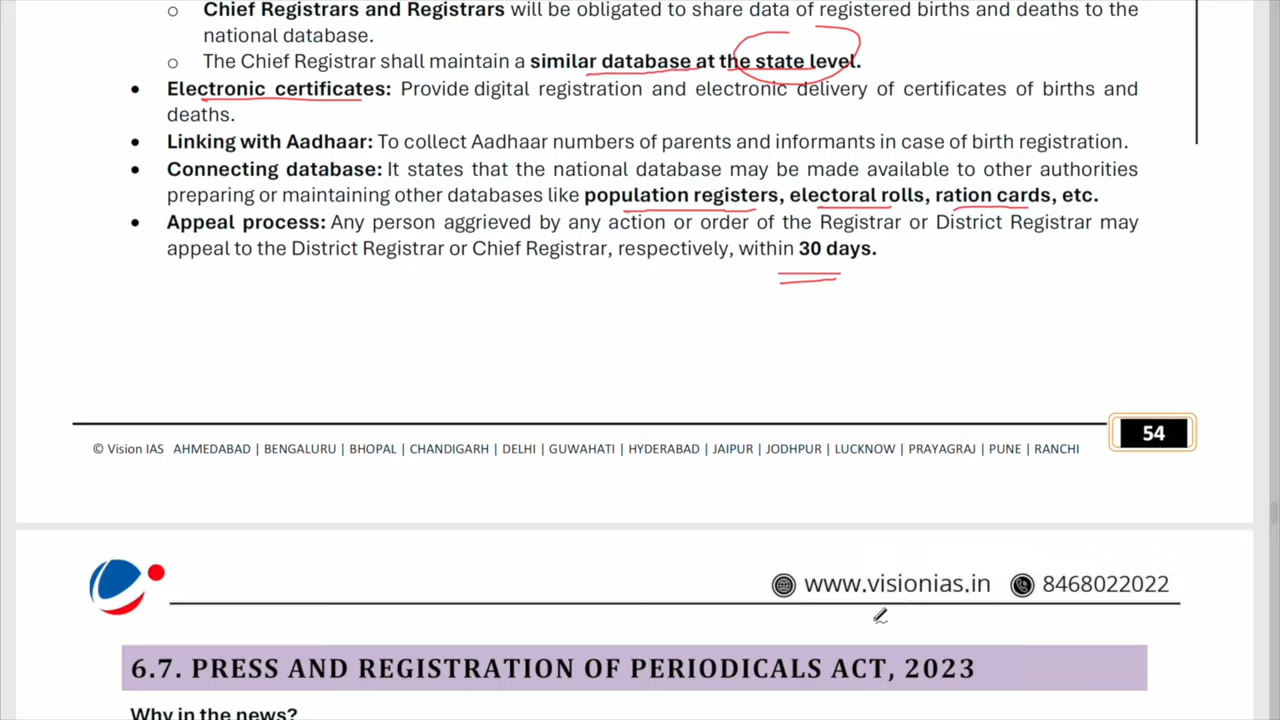 o Chief Registrars and Registrars will be obligated to share data of registered births and deaths to the
national database.
o The Chief Registrar shall maintain a similar database at the state level.
• Electronic certificates: Provide digital registration and electronic delivery of certificates of births and
deaths.
• Linking with Aadhaar: To collect Aadhaar numbers of parents and informants in case of birth registration.
• Connecting database: It states that the national database may be made available to other authorities
preparing or maintaining other databases like population registers, electoral rolls, ration cards, etc.
• Appeal process: Any person aggrieved by any action or order of the Registrar or District Registrar may
appeal to the District Registrar or Chief Registrar, respectively, within 30 days.
54
© Vision IAS AHMEDABAD | BENGALURU | BHOPAL | CHANDIGARH | DELHI | GUWAHATI | HYDERABAD | JAIPUR | JODHPUR | LUCKNOW | PRAYAGRAJ | PUNE | RANCHI
www.visionias.in 8468022022
6.7. PRESS AND REGISTRATION OF PERIODICALS ACT, 2023
Why in the news?